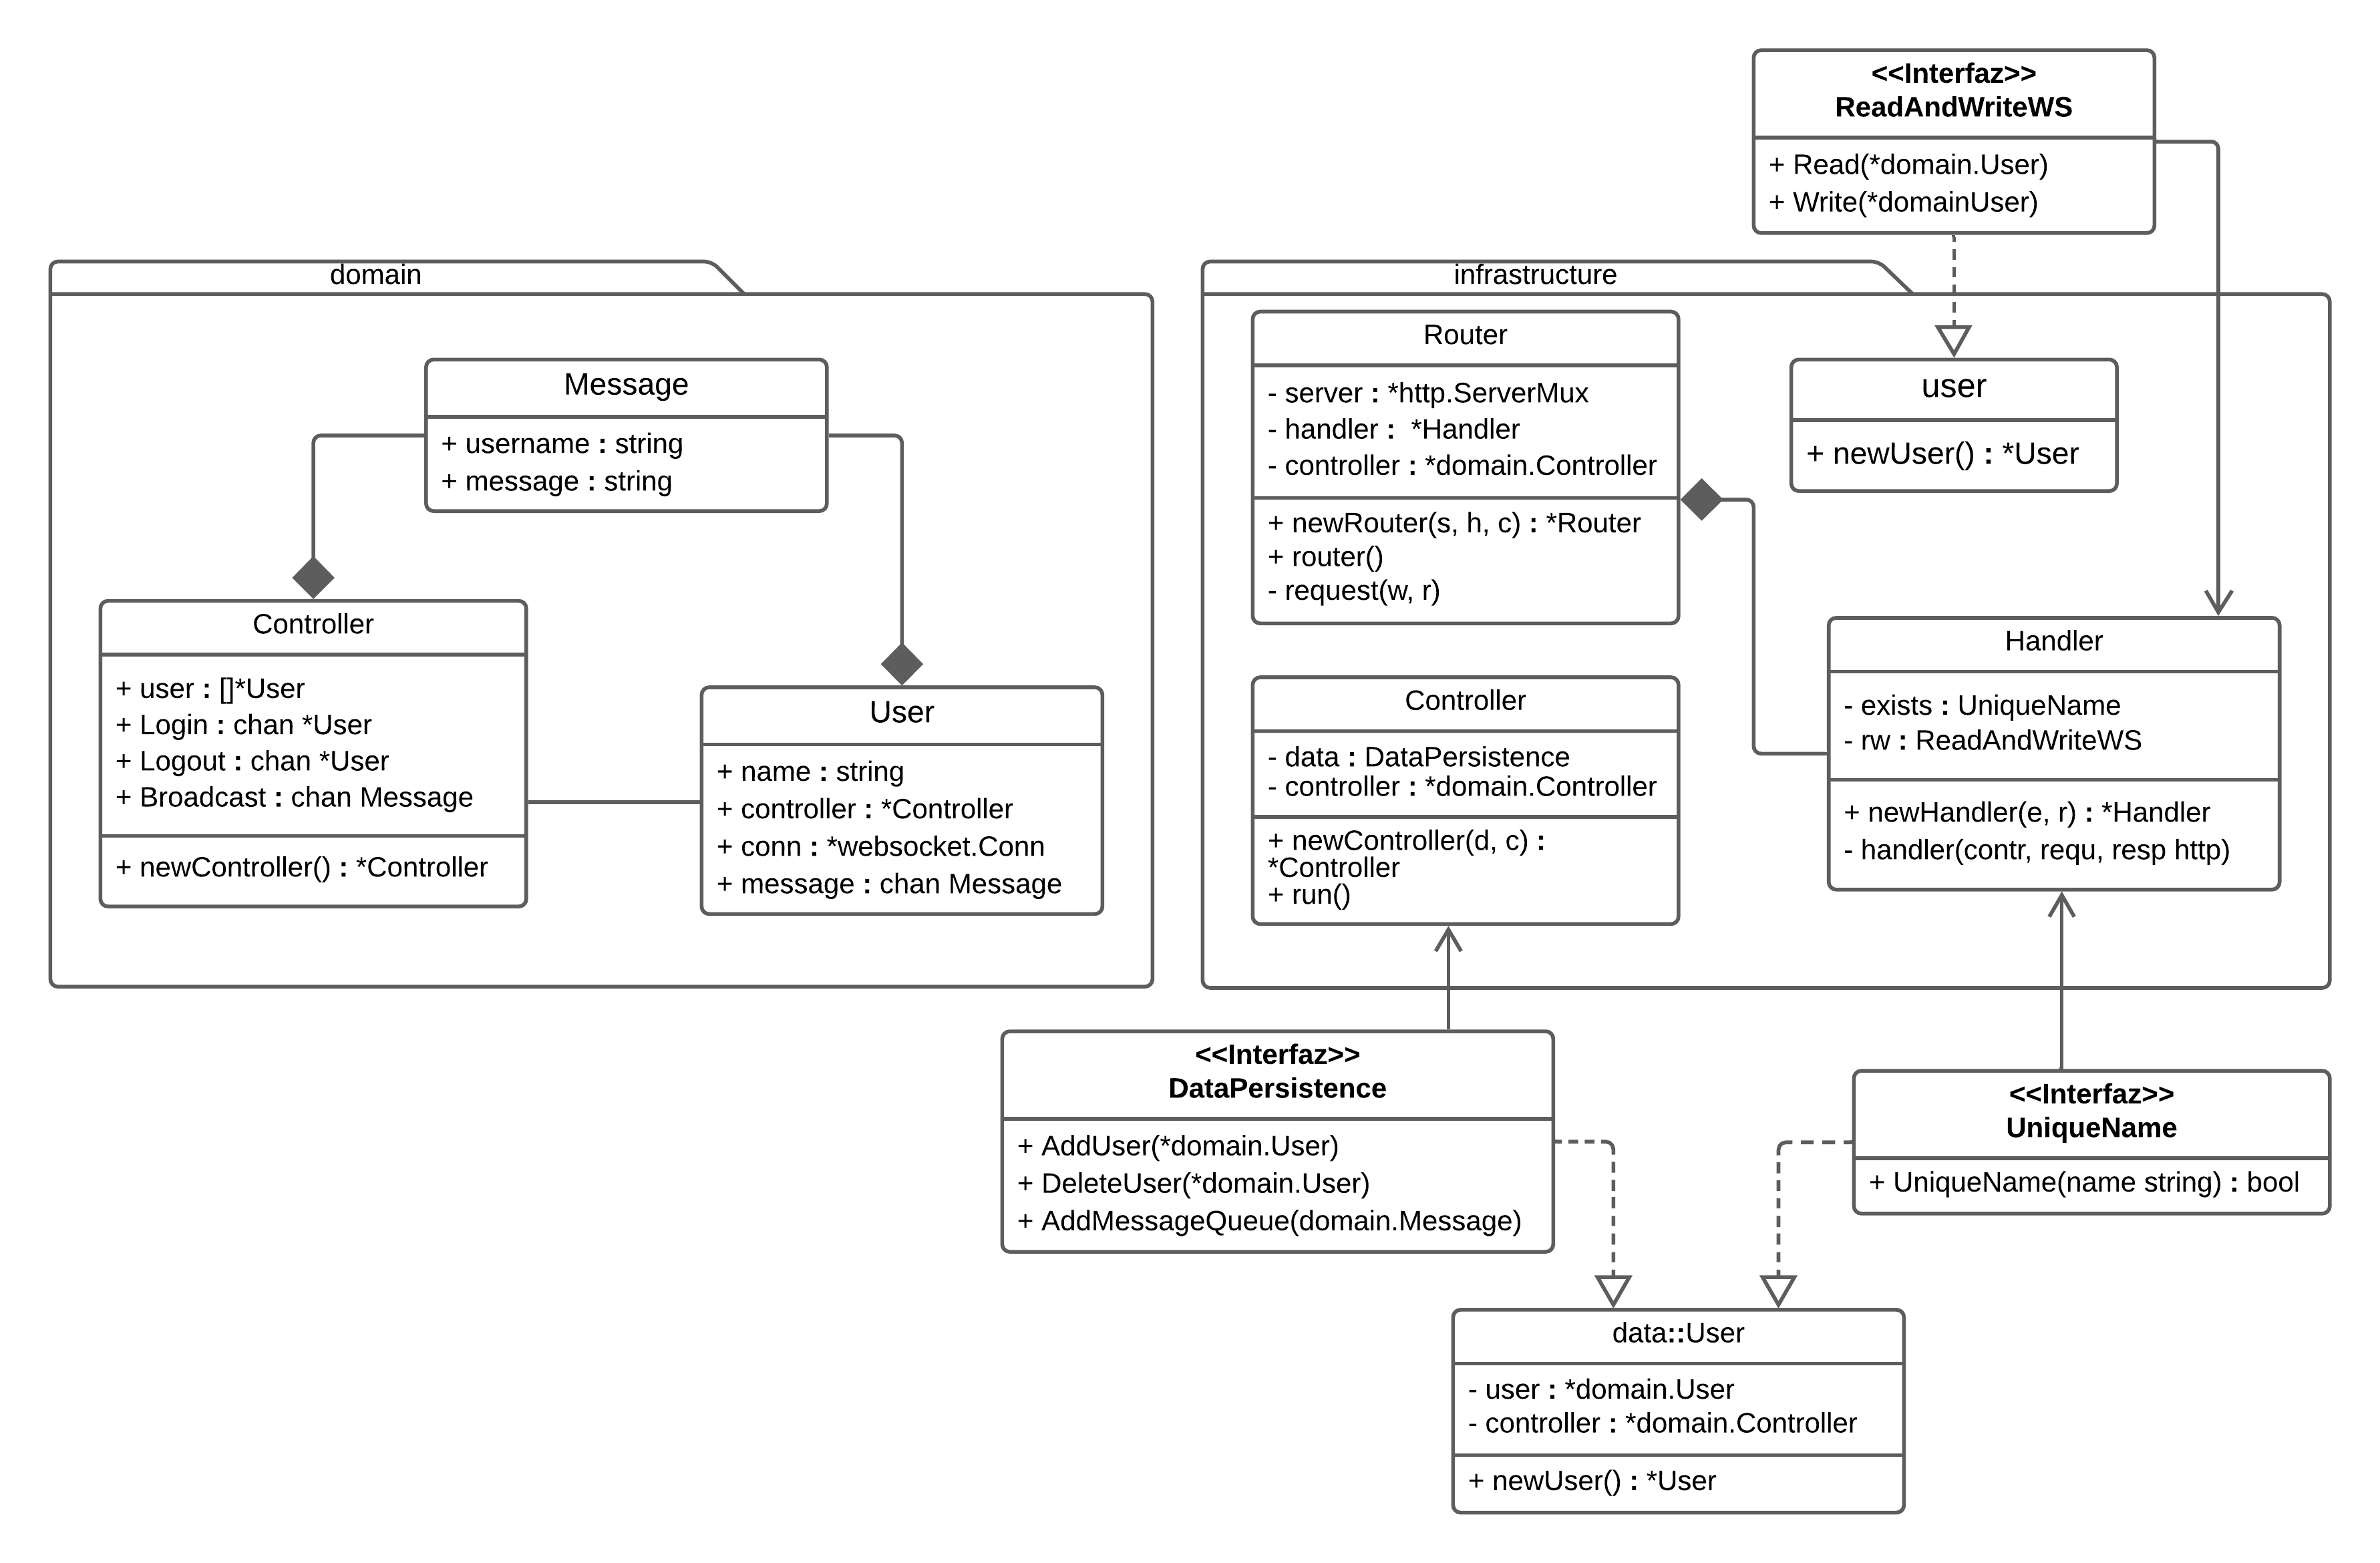 <<Interfaz>>
ReadAndWriteWS
+ Read(*domain.User)
+ Write(*domainUser)
domain
Message
+ username : string
+ message : string
Controller
+ user : []*User
+ Login : chan *User
+ Logout : chan *User
+ Broadcast : chan Message
+ newController() : *Controller
User
+ name : string
+ controller : *Controller
+ conn : *websocket.Conn
+ message : chan Message
infrastructure
Router
- server : *http.ServerMux
- handler :  *Handler
- controller : *domain.Controller
+ newRouter(s, h, c) : *Router
+ router()
- request(w, r)
user
+ newUser() : *User
Handler
- exists : UniqueName
- rw : ReadAndWriteWS
+ newHandler(e, r) : *Handler
- handler(contr, requ, resp http)
Controller
- data : DataPersistence
- controller : *domain.Controller
+ newController(d, c) :
*Controller
+ run()
<<Interfaz>>
DataPersistence
+ AddUser(*domain.User)
+ DeleteUser(*domain.User)
+ AddMessageQueue(domain.Message)
<<Interfaz>>
UniqueName
+ UniqueName(name string) : bool
data::User
- user : *domain.User
- controller : *domain.Controller
+ newUser() : *User